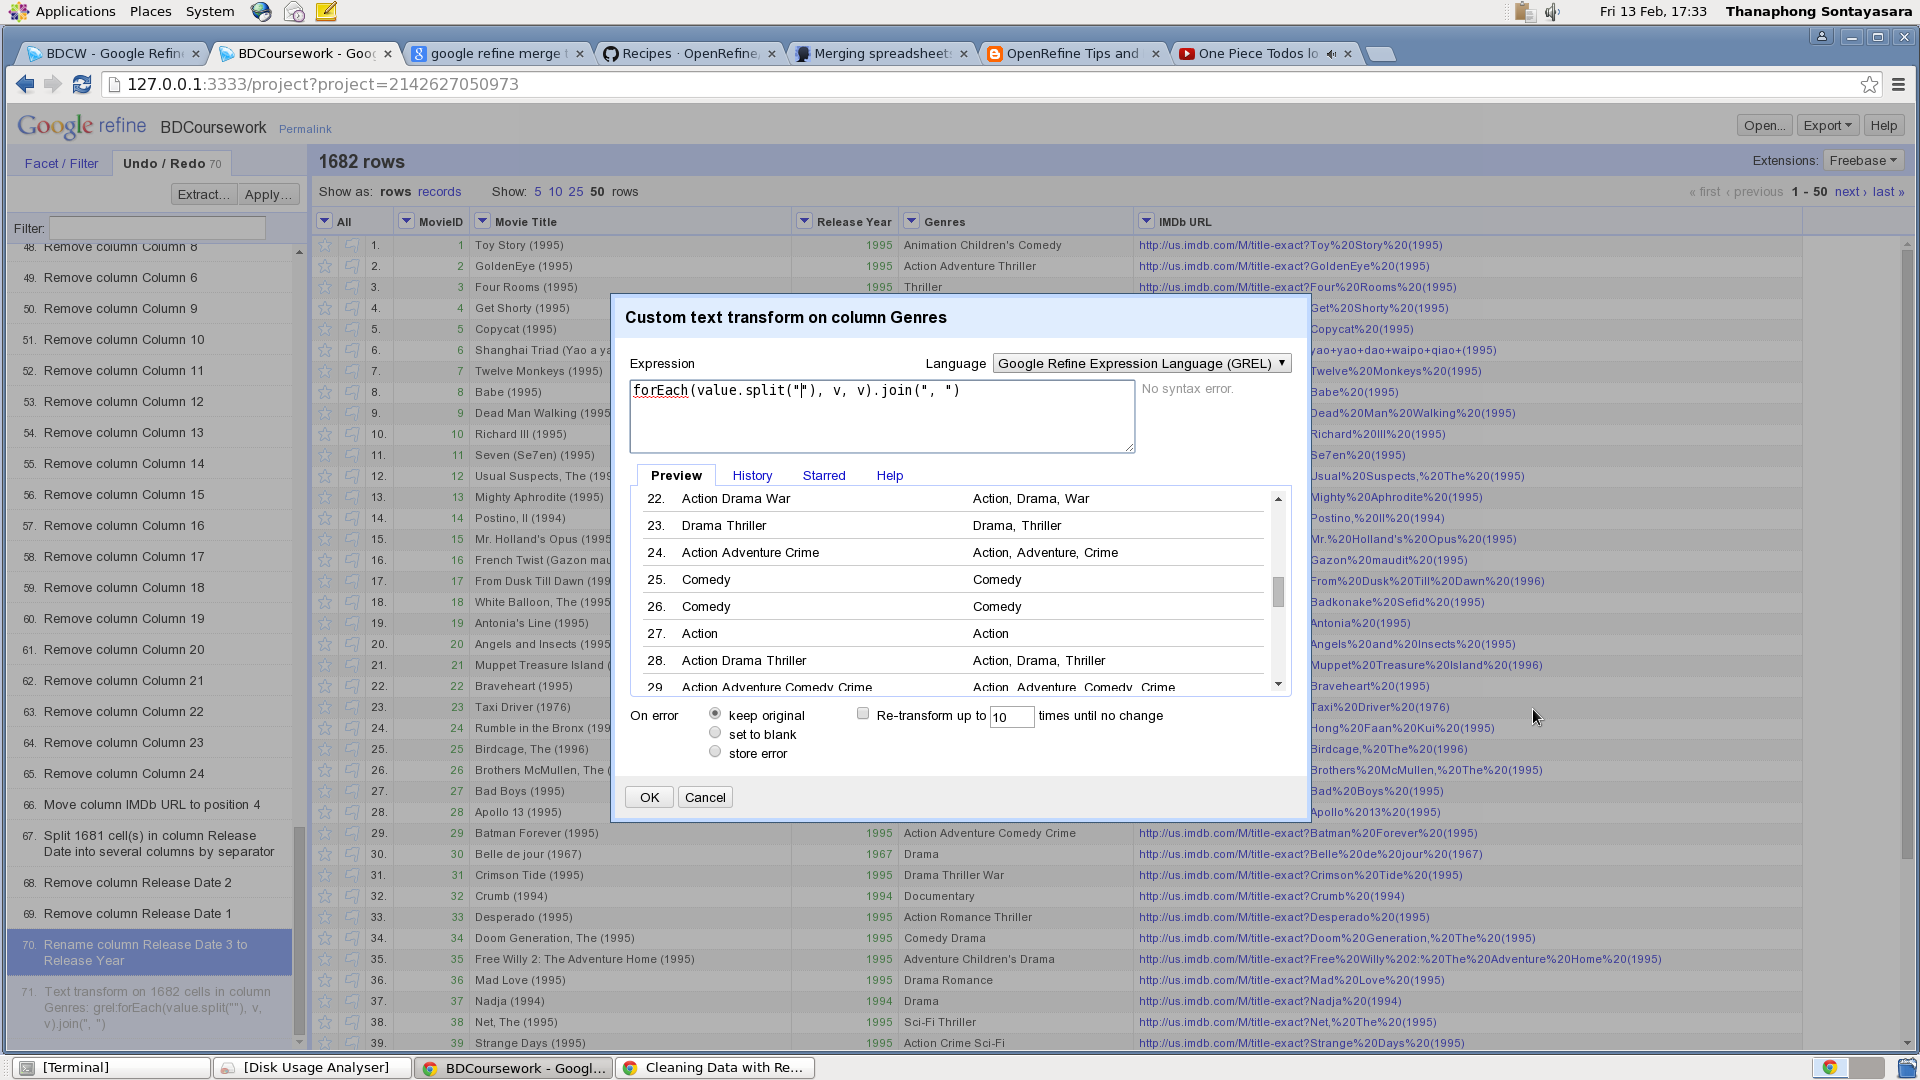 Applications Places System
Fri 13 Feb, 17:33 Thanaphong Sontayasara
BDCW - Google Refin
BDCoursework - Goog
google refine merge t
Recipes · OpenRefine
Merging spreadsheet
OpenRefine Tips and
One Piece Todos lo
127.0.0.1:3333/project?project=2142627050973
Google refine BDCoursework Permalink
Open... Export Help
Facet / Filter Undo / Redo 70
1682 rows
Extensions: Freebase
Extract... Apply...
Show as: rows records Show: 5 10 25 50 rows
« first ‹ previous 1 - 50 next › last »
Filter:
48. Remove column Column 8
49. Remove column Column 6
50. Remove column Column 9
51. Remove column Column 10
52. Remove column Column 11
53. Remove column Column 12
54. Remove column Column 13
55. Remove column Column 14
56. Remove column Column 15
57. Remove column Column 16
58. Remove column Column 17
59. Remove column Column 18
60. Remove column Column 19
61. Remove column Column 20
62. Remove column Column 21
63. Remove column Column 22
64. Remove column Column 23
65. Remove column Column 24
66. Move column IMDb URL to position 4
67. Split 1681 cell(s) in column Release
Date into several columns by separator
68. Remove column Release Date 2
69. Remove column Release Date 1
70. Rename column Release Date 3 to
Release Year
71. Text transform on 1682 cells in column
Genres: grel:forEach(value.split(""), v,
v).join(", ")
All MovieID Movie Title Release Year Genres IMDb URL
1. 1 Toy Story (1995) 1995 Animation Children's Comedy http://us.imdb.com/M/title-exact?Toy%20Story%20(1995)
2. 2 GoldenEye (1995) 1995 Action Adventure Thriller http://us.imdb.com/M/title-exact?GoldenEye%20(1995)
3. 3 Four Rooms (1995) 1995 Thriller http://us.imdb.com/M/title-exact?Four%20Rooms%20(1995)
4. 4 Get Shorty (1995) Get%20Shorty%20(1995)
5. 5 Copycat (1995) Copycat%20(1995)
6. 6 Shanghai Triad (Yao a ya yao+yao+dao+waipo+qiao+(1995)
7. 7 Twelve Monkeys (1995) Twelve%20Monkeys%20(1995)
8. 8 Babe (1995) Babe%20(1995)
9. 9 Dead Man Walking (1995) Dead%20Man%20Walking%20(1995)
10. 10 Richard III (1995) Richard%20III%20(1995)
11. 11 Seven (Se7en) (1995) Se7en%20(1995)
12. 12 Usual Suspects, The (199 Usual%20Suspects,%20The%20(1995)
13. 13 Mighty Aphrodite (1995) Mighty%20Aphrodite%20(1995)
14. 14 Postino, Il (1994) Postino,%20Il%20(1994)
15. 15 Mr. Holland's Opus (1995 Mr.%20Holland's%20Opus%20(1995)
16. 16 French Twist (Gazon mau Gazon%20maudit%20(1995)
17. 17 From Dusk Till Dawn (199 From%20Dusk%20Till%20Dawn%20(1996)
18. 18 White Balloon, The (1995 Badkonake%20Sefid%20(1995)
19. 19 Antonia's Line (1995) Antonia%20(1995)
20. 20 Angels and Insects (1995) Angels%20and%20Insects%20(1995)
21. 21 Muppet Treasure Island ( Muppet%20Treasure%20Island%20(1996)
22. 22 Braveheart (1995) Braveheart%20(1995)
23. 23 Taxi Driver (1976) Taxi%20Driver%20(1976)
24. 24 Rumble in the Bronx (199 Hong%20Faan%20Kui%20(1995)
25. 25 Birdcage, The (1996) Birdcage,%20The%20(1996)
26. 26 Brothers McMullen, The ( Brothers%20McMullen,%20The%20(1995)
27. 27 Bad Boys (1995) Bad%20Boys%20(1995)
28. 28 Apollo 13 (1995) Apollo%2013%20(1995)
29. 29 Batman Forever (1995) 1995 Action Adventure Comedy Crime http://us.imdb.com/M/title-exact?Batman%20Forever%20(1995)
30. 30 Belle de jour (1967) 1967 Drama http://us.imdb.com/M/title-exact?Belle%20de%20jour%20(1967)
31. 31 Crimson Tide (1995) 1995 Drama Thriller War http://us.imdb.com/M/title-exact?Crimson%20Tide%20(1995)
32. 32 Crumb (1994) 1994 Documentary http://us.imdb.com/M/title-exact?Crumb%20(1994)
33. 33 Desperado (1995) 1995 Action Romance Thriller http://us.imdb.com/M/title-exact?Desperado%20(1995)
34. 34 Doom Generation, The (1995) 1995 Comedy Drama http://us.imdb.com/M/title-exact?Doom%20Generation,%20The%20(1995)
35. 35 Free Willy 2: The Adventure Home (1995) 1995 Adventure Children's Drama http://us.imdb.com/M/title-exact?Free%20Willy%202:%20The%20Adventure%20Home%20(1995)
36. 36 Mad Love (1995) 1995 Drama Romance http://us.imdb.com/M/title-exact?Mad%20Love%20(1995)
37. 37 Nadja (1994) 1994 Drama http://us.imdb.com/M/title-exact?Nadja%20(1994)
38. 38 Net, The (1995) 1995 Sci-Fi Thriller http://us.imdb.com/M/title-exact?Net,%20The%20(1995)
39. 39 Strange Days (1995) 1995 Action Crime Sci-Fi http://us.imdb.com/M/title-exact?Strange%20Days%20(1995)
Custom text transform on column Genres
Expression Language Google Refine Expression Language (GREL)
forEach(value.split(""), v, v).join(", ")
No syntax error.
Preview History Starred Help
22. Action Drama War Action, Drama, War
23. Drama Thriller Drama, Thriller
24. Action Adventure Crime Action, Adventure, Crime
25. Comedy Comedy
26. Comedy Comedy
27. Action Action
28. Action Drama Thriller Action, Drama, Thriller
29. Action Adventure Comedy Crime Action, Adventure, Comedy, Crime
On error keep original Re-transform up to 10 times until no change
set to blank
store error
OK Cancel
[Terminal] [Disk Usage Analyser] BDCoursework - Googl... Cleaning Data with Re...